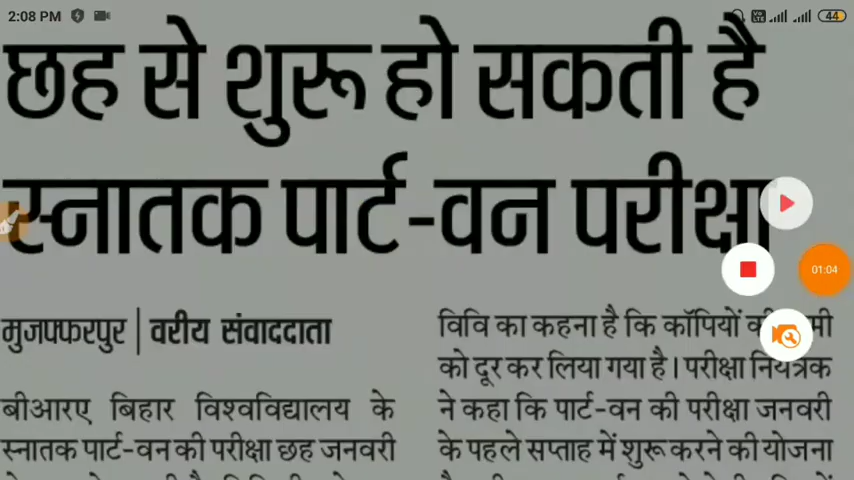 2:08 PM
44
छह से शुरू हो सकती है
स्नातक पार्ट-वन परीक्षा
01:04
मुजफ्फरपुर | वरीय संवाददाता
बीआरए बिहार विश्वविद्यालय के
स्नातक पार्ट-वन की परीक्षा छह जनवरी
विवि का कहना है कि कॉपियों की
को दूर कर लिया गया है। परीक्षा नियंत्रक
ने कहा कि पार्ट-वन की परीक्षा जनवरी
के पहले सप्ताह में शुरू करने की योजना